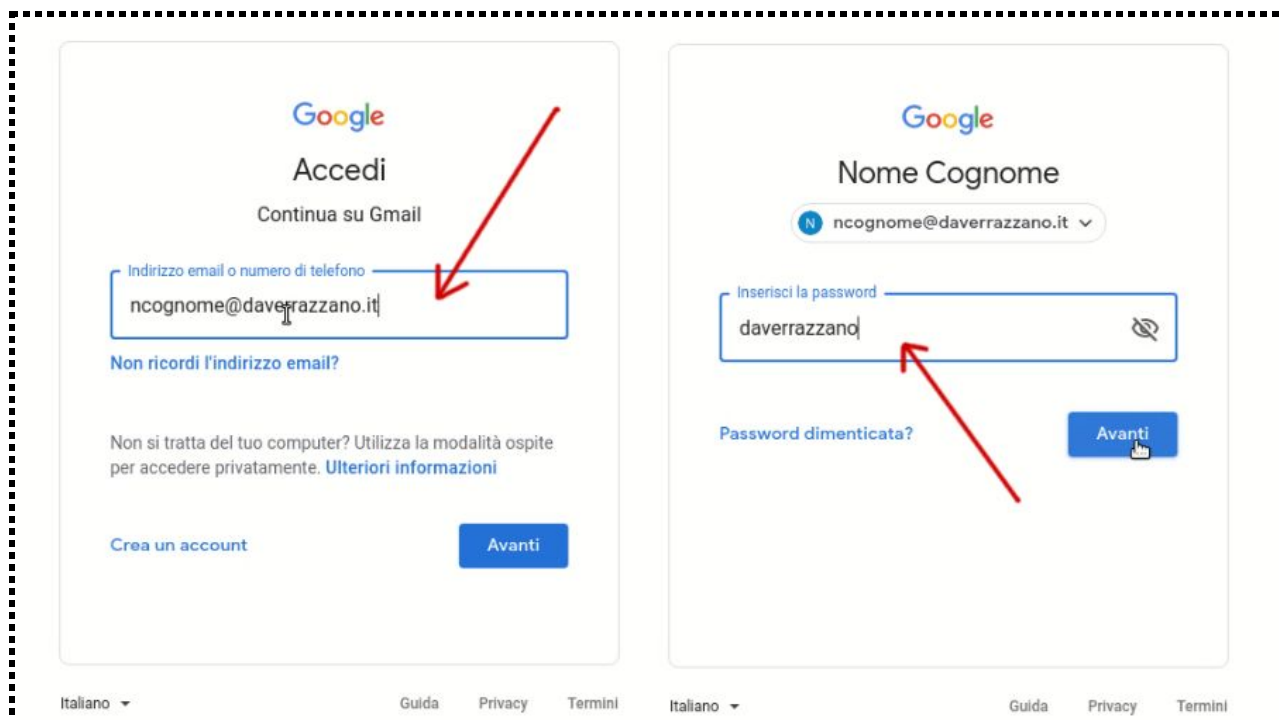 Google
Accedi
Continua su Gmail
Indirizzo email o numero di telefono
ncognome@daverrazzano.it
Non ricordi l'indirizzo email?
Non si tratta del tuo computer? Utilizza la modalità ospite
per accedere privatamente. Ulteriori informazioni
Crea un account
Avanti
Italiano
Guida
Privacy
Termini
Google
Nome Cognome
N ncognome@daverrazzano.it
Inserisci la password
daverrazzano
Password dimenticata?
Avanti
Italiano
Guida
Privacy
Termini